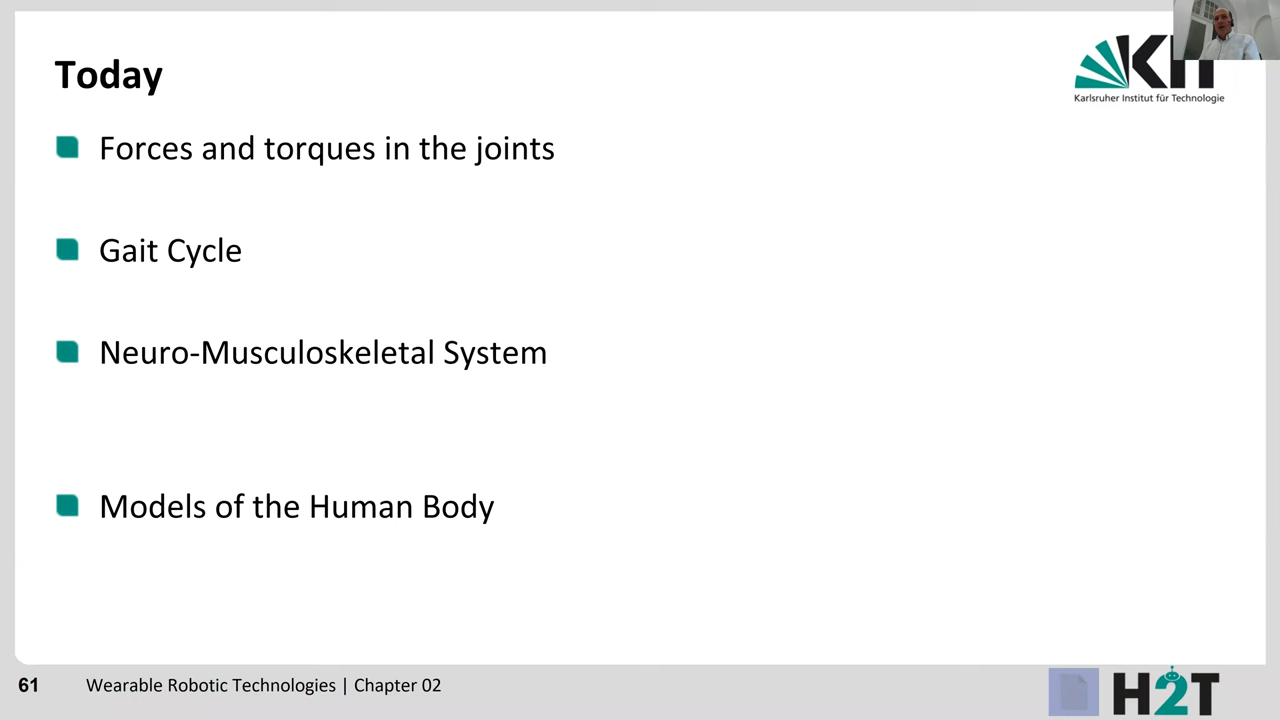 Today
Forces and torques in the joints
Gait Cycle
Neuro-Musculoskeletal System
Models of the Human Body
KIT
Karlsruher Institut für Technologie
61
Wearable Robotic Technologies | Chapter 02
H2T